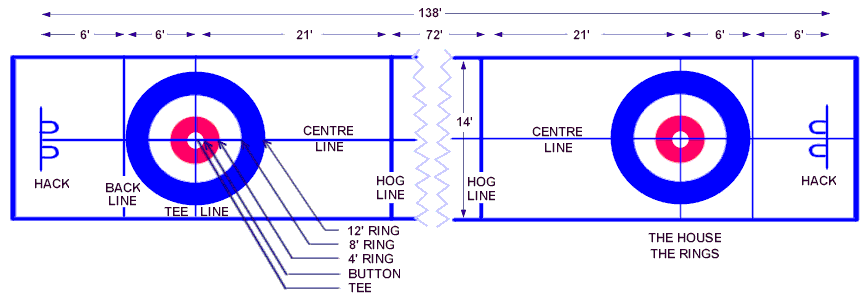 138'
6' 6' 21' 72' 21' 6' 6'
14'
CENTRE
LINE
CENTRE
LINE
HACK
BACK
LINE
TEE LINE
HOG
LINE
HOG
LINE
HACK
12' RING
8' RING
4' RING
BUTTON
TEE
THE HOUSE
THE RINGS